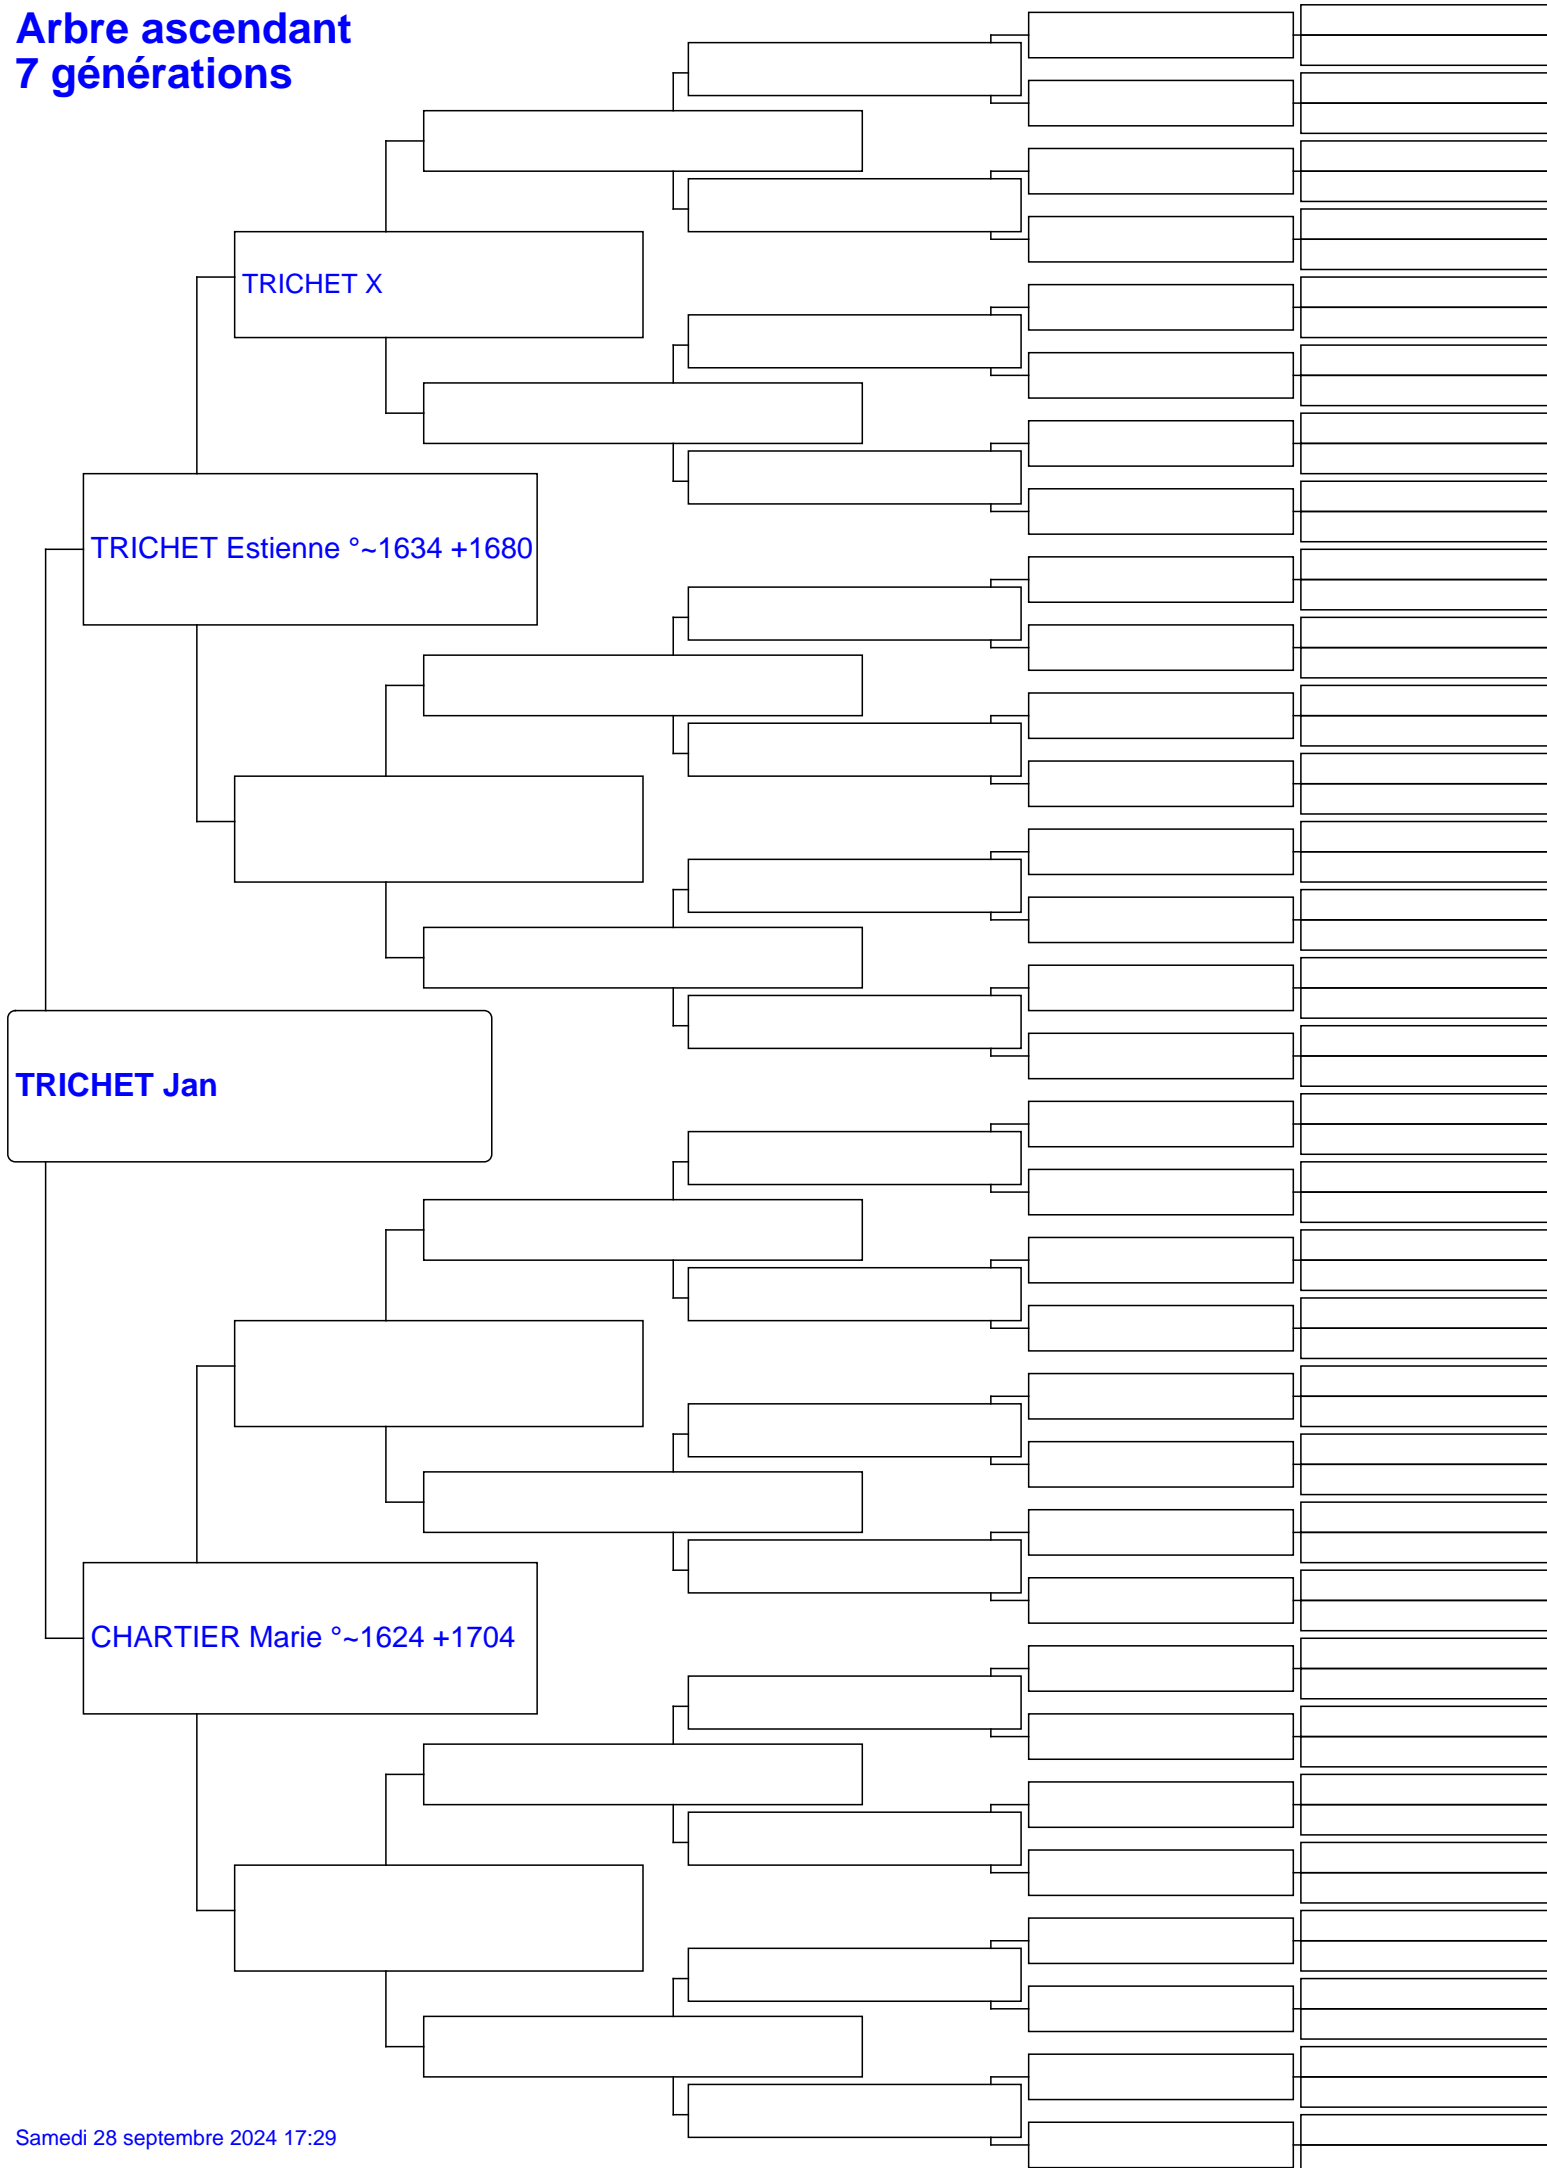 Arbre ascendant
7 générations
TRICHET X
TRICHET Estienne °~1634 +1680
TRICHET Jan
CHARTIER Marie °~1624 +1704
Samedi 28 septembre 2024 17:29